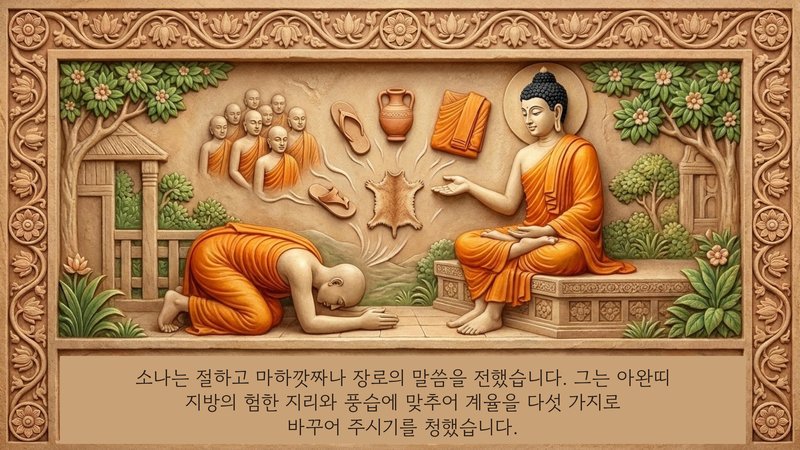 소나는 절하고 마하깟짜나 장로의 말씀을 전했습니다. 그는 아완띠
지방의 험한 지리와 풍습에 맞추어 계율을 다섯 가지로
바꾸어 주시기를 청했습니다.